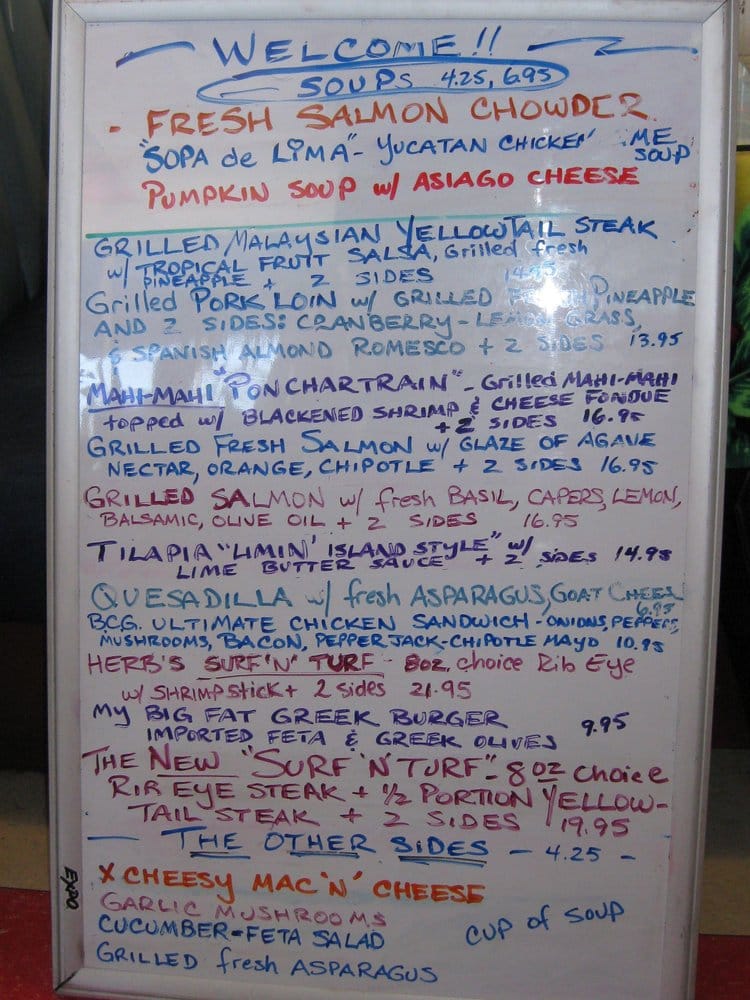 WELCOME!!
SOUPS 4.25, 6.95
• FRESH SALMON CHOWDER
"SOPA de LIMA" - YUCATAN CHICKEN LIME SOUP
PUMPKIN SOUP w/ ASIAGO CHEESE
GRILLED MALAYSIAN YELLOWTAIL STEAK
w/ TROPICAL FRUIT SALSA, Grilled fresh
PINEAPPLE + 2 SIDES 14.95
Grilled PORK LOIN w/ GRILLED FRESH PINEAPPLE
AND 2 SIDES: CRANBERRY-LEMON GRASS,
& SPANISH ALMOND ROMESCO + 2 SIDES 13.95
MAHI-MAHI "PONCHARTRAIN" - Grilled MAHI-MAHI
topped w/ BLACKENED SHRIMP & CHEESE FONDUE
+ 2 SIDES 16.95
GRILLED FRESH SALMON w/ GLAZE OF AGAVE
NECTAR, ORANGE, CHIPOTLE + 2 SIDES 16.95
GRILLED SALMON w/ fresh BASIL, CAPERS, LEMON,
BALSAMIC, OLIVE OIL + 2 SIDES 16.95
TILAPIA "LIMIN' ISLAND STYLE" w/
LIME BUTTER SAUCE + 2 SIDES 14.95
QUESADILLA w/ fresh ASPARAGUS, GOAT CHEES
6.95
B.C.G. ULTIMATE CHICKEN SANDWICH - ONIONS, PEPPERS,
MUSHROOMS, BACON, PEPPER JACK-CHIPOTLE MAYO 10.95
HERB'S SURF 'N' TURF - 8oz. choice Rib Eye
w/ SHRIMP STICK + 2 sides 21.95
MY BIG FAT GREEK BURGER
IMPORTED FETA & GREEK OLIVES 9.95
THE NEW "SURF 'N' TURF" - 8 oz choice
RIB EYE STEAK + 1/2 PORTION YELLOW-
TAIL STEAK + 2 SIDES 19.95
- THE OTHER SIDES - 4.25 -
X CHEESY MAC 'N' CHEESE
GARLIC MUSHROOMS
CUCUMBER-FETA SALAD CUP of SOUP
GRILLED fresh ASPARAGUS
EXPO